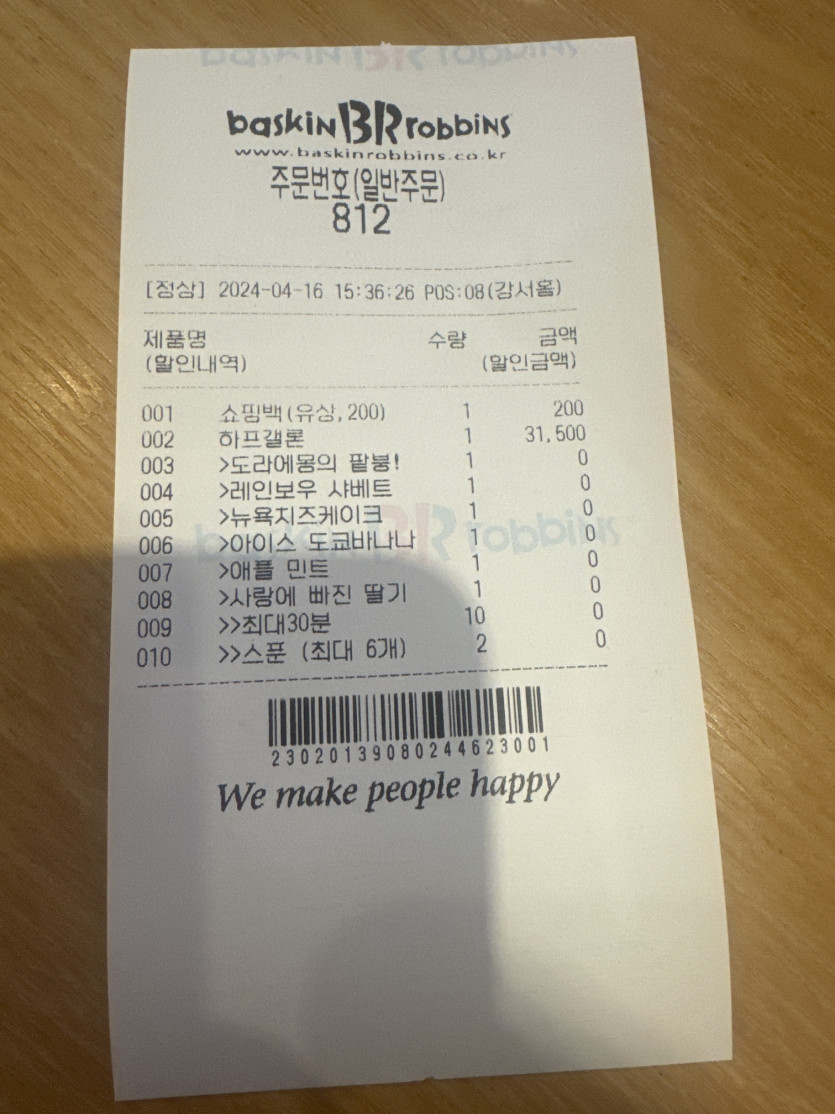 baskin BR robbins
www.baskinrobbins.co.kr
주문번호(일반주문)
812
[정상] 2024-04-16 15:36:26 POS:08(강서홈)
제품명 수량 금액
(할인내역) (할인금액)
001 쇼핑백(유상,200) 1 200
002 하프갤론 1 31,500
003 >도라에몽의 팥붕! 1 0
004 >레인보우 샤베트 1 0
005 >뉴욕치즈케이크 1 0
006 >아이스 도쿄바나나 1 0
007 >애플 민트 1 0
008 >사랑에 빠진 딸기 1 0
009 >>최대30분 10 0
010 >>스푼 (최대 6개) 2 0
23020139080244623001
We make people happy